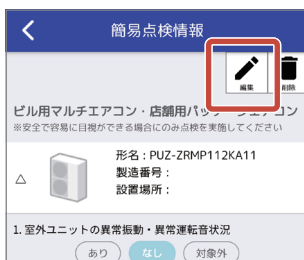 簡易点検情報
編集
削除
ビル用マルチエアコン・店舗用パッケージエアコン
※安全で容易に目視ができる場合にのみ点検を実施してください
形名：PUZ-ZRMP112KA11
△
製造番号：
設置場所：
1. 室外ユニットの異常振動・異常運転音状況
あり なし 対象外